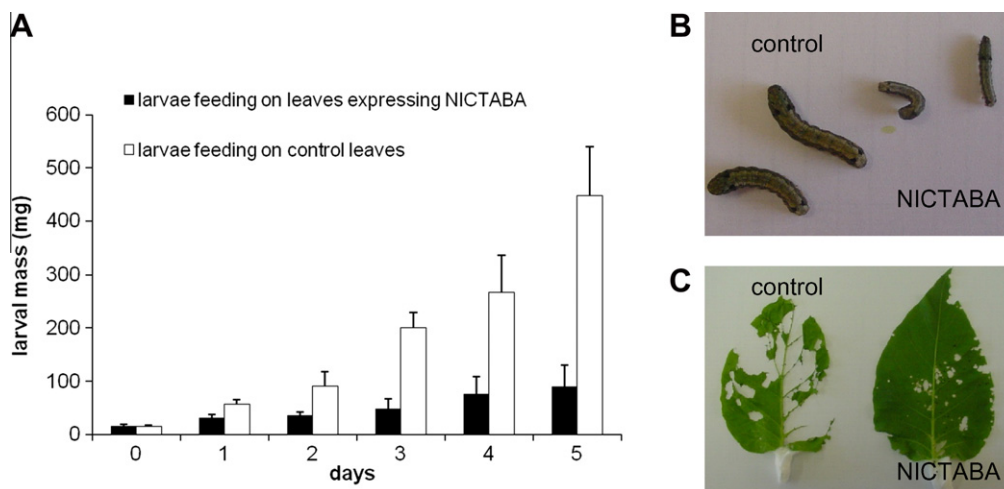 A
larvae feeding on leaves expressing NICTABA
larvae feeding on control leaves
600
500
400
300
200
100
0
larval mass (mg)
0 1 2 3 4 5
days
B
control
NICTABA
C
control
NICTABA